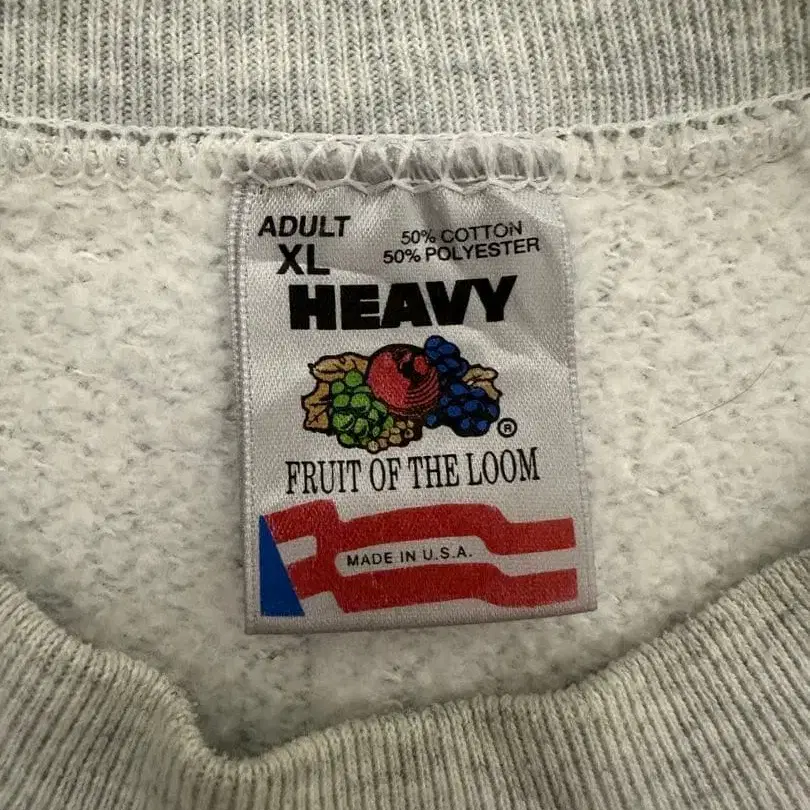 ADULT
XL
50% COTTON
50% POLYESTER
HEAVY
®
FRUIT OF THE LOOM
MADE IN U.S.A.